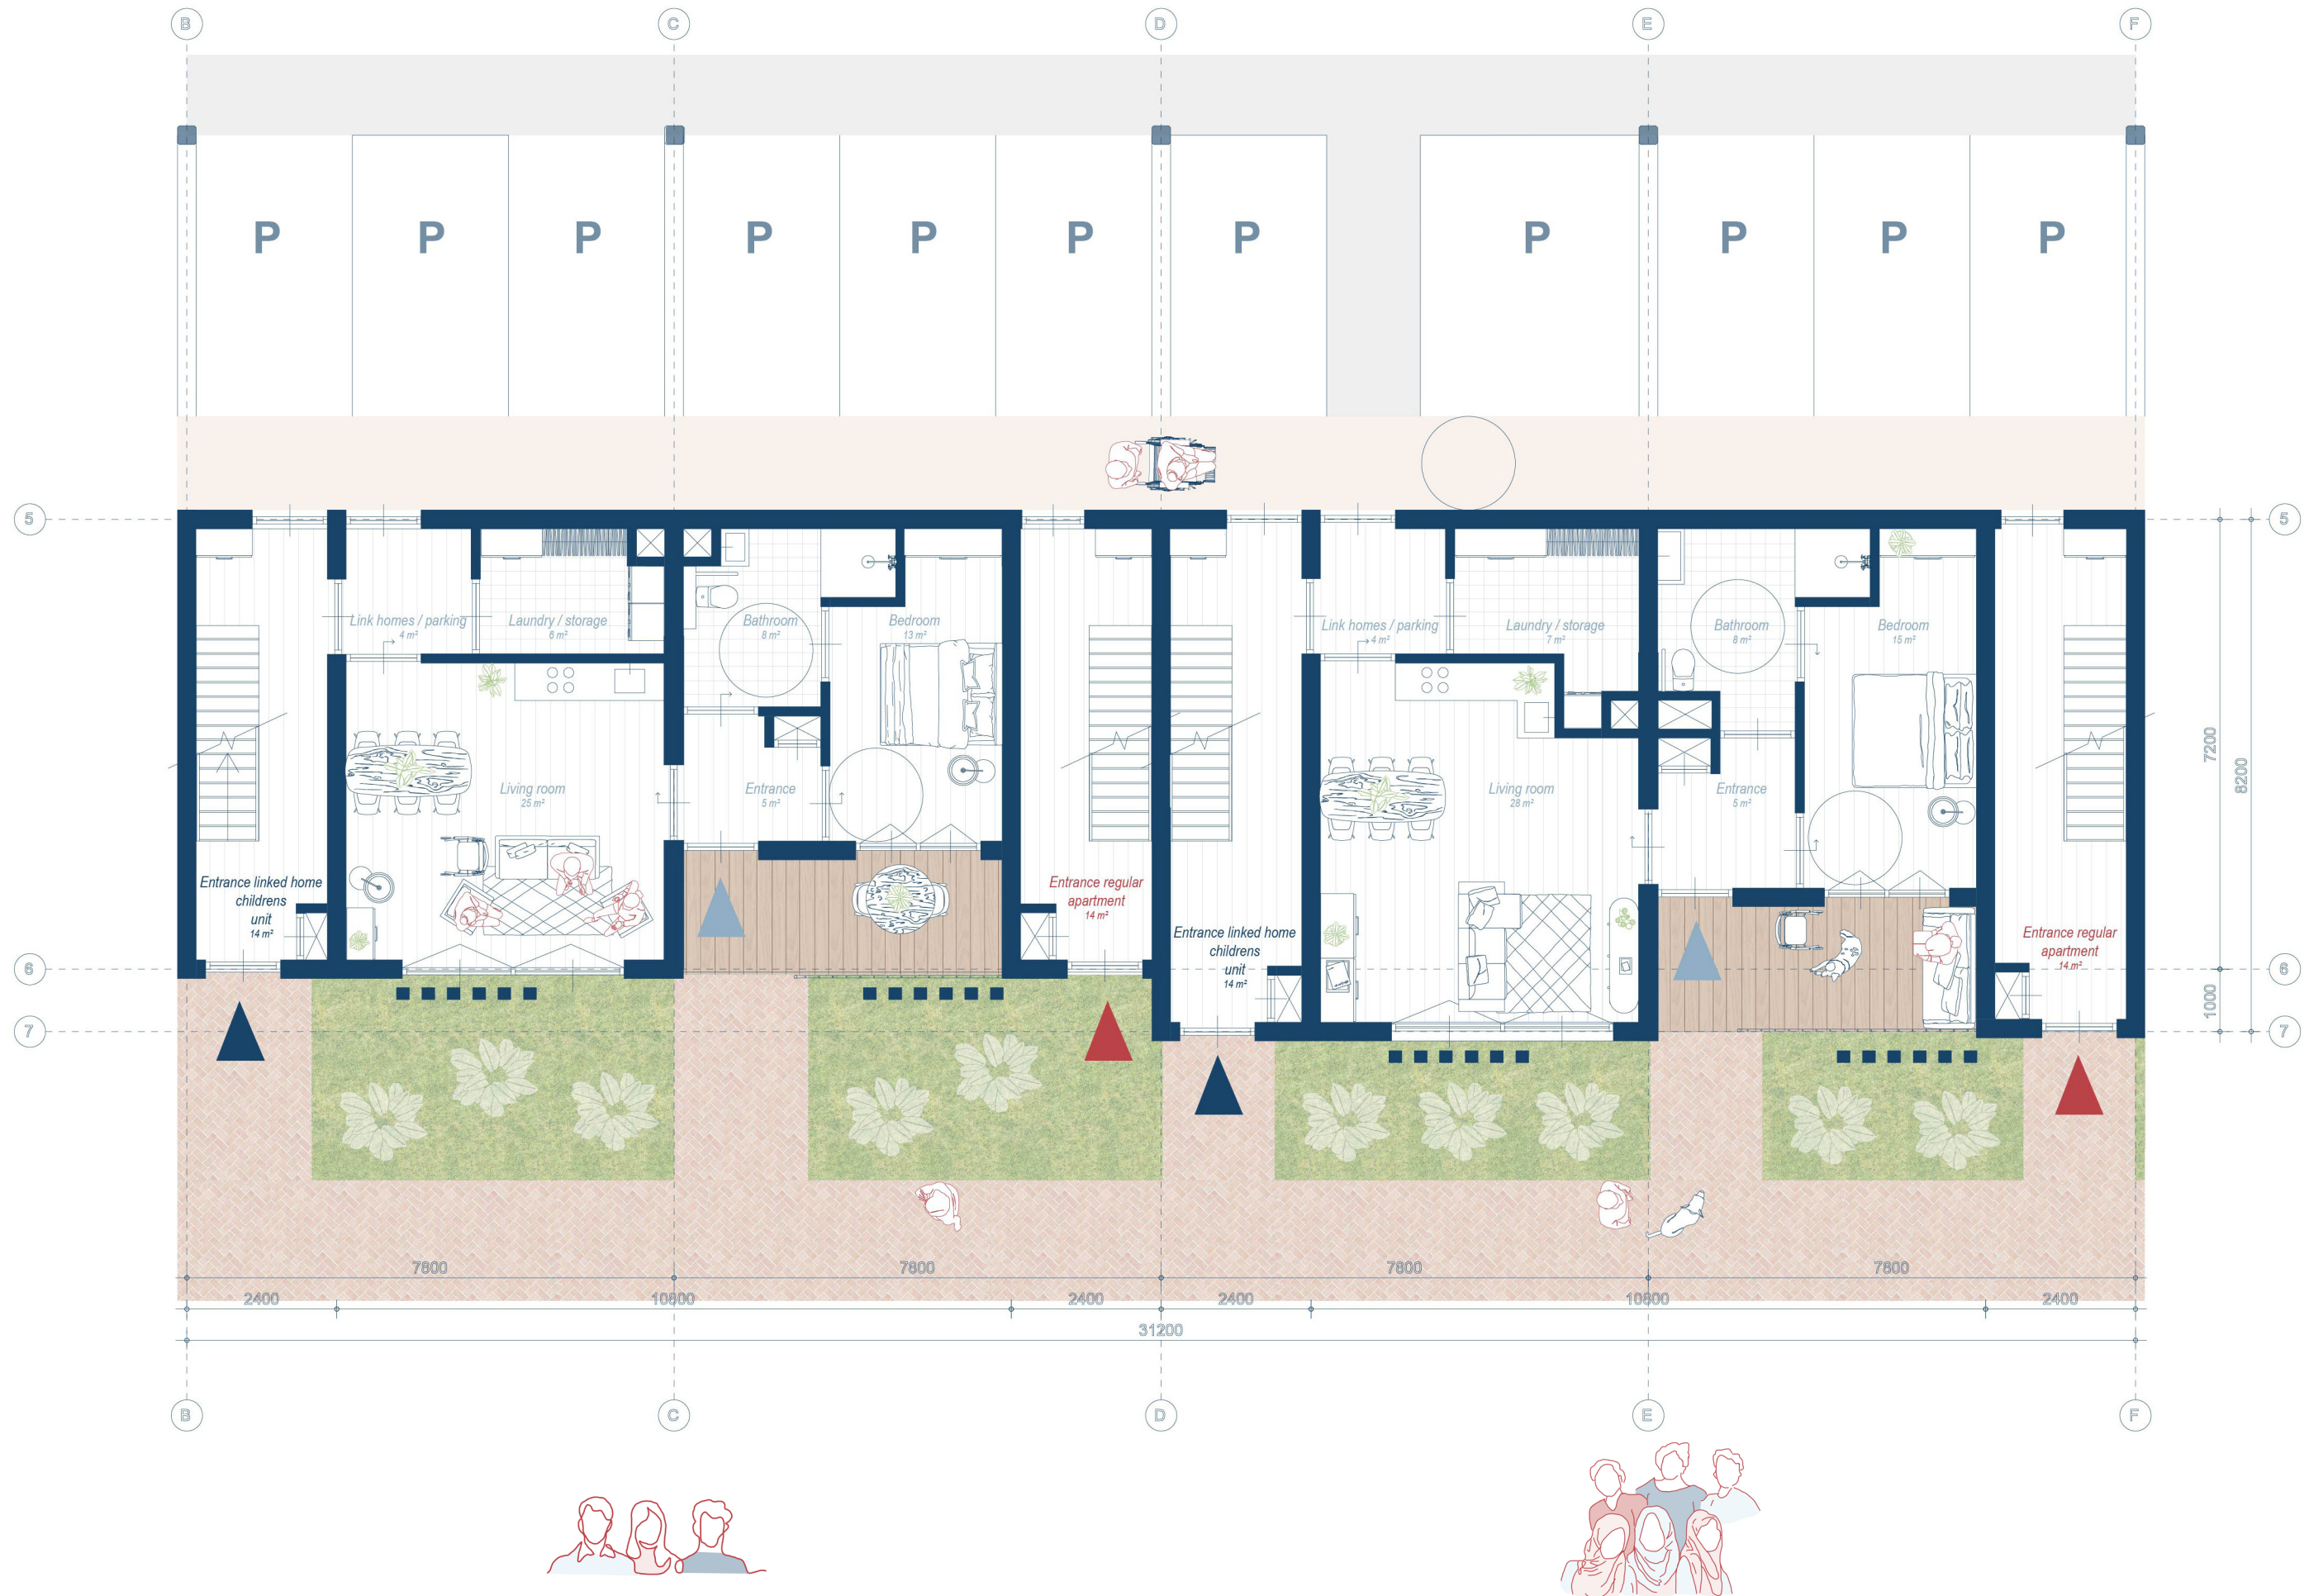 B C D E F
P P P P P P P P P P P
5 5
Link homes / parking
4 m²
Laundry / storage
6 m²
Bathroom
8 m²
Bedroom
13 m²
Link homes / parking
4 m²
Laundry / storage
7 m²
Bathroom
8 m²
Bedroom
15 m²
7200
8200
Living room
25 m²
Entrance
5 m²
Living room
28 m²
Entrance
5 m²
Entrance linked home
childrens
unit
14 m²
Entrance regular
apartment
14 m²
Entrance linked home
childrens
unit
14 m²
Entrance regular
apartment
14 m²
6 6
1000
7 7
7800 7800 7800 7800
2400 10800 2400 2400 10800 2400
31200
B C D E F